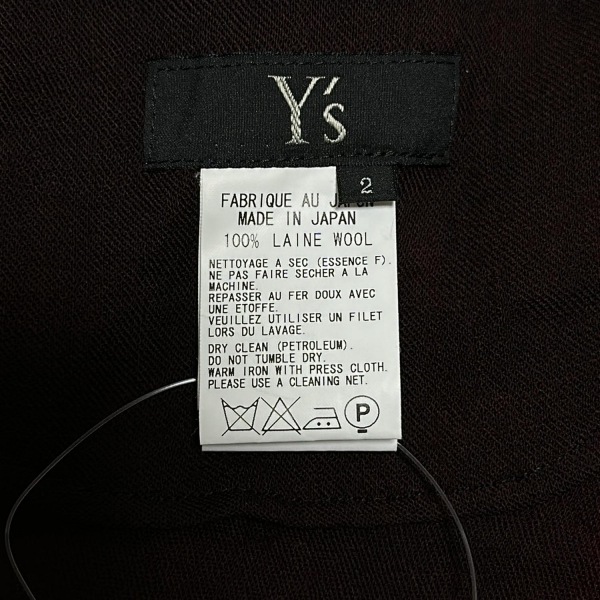 Y's
2
FABRIQUE AU JAPON
MADE IN JAPAN
100% LAINE WOOL
NETTOYAGE A SEC (ESSENCE F).
NE PAS FAIRE SECHER A LA
MACHINE.
REPASSER AU FER DOUX AVEC
UNE ETOFFE.
VEUILLEZ UTILISER UN FILET
LORS DU LAVAGE.
DRY CLEAN (PETROLEUM).
DO NOT TUMBLE DRY.
WARM IRON WITH PRESS CLOTH.
PLEASE USE A CLEANING NET.
P